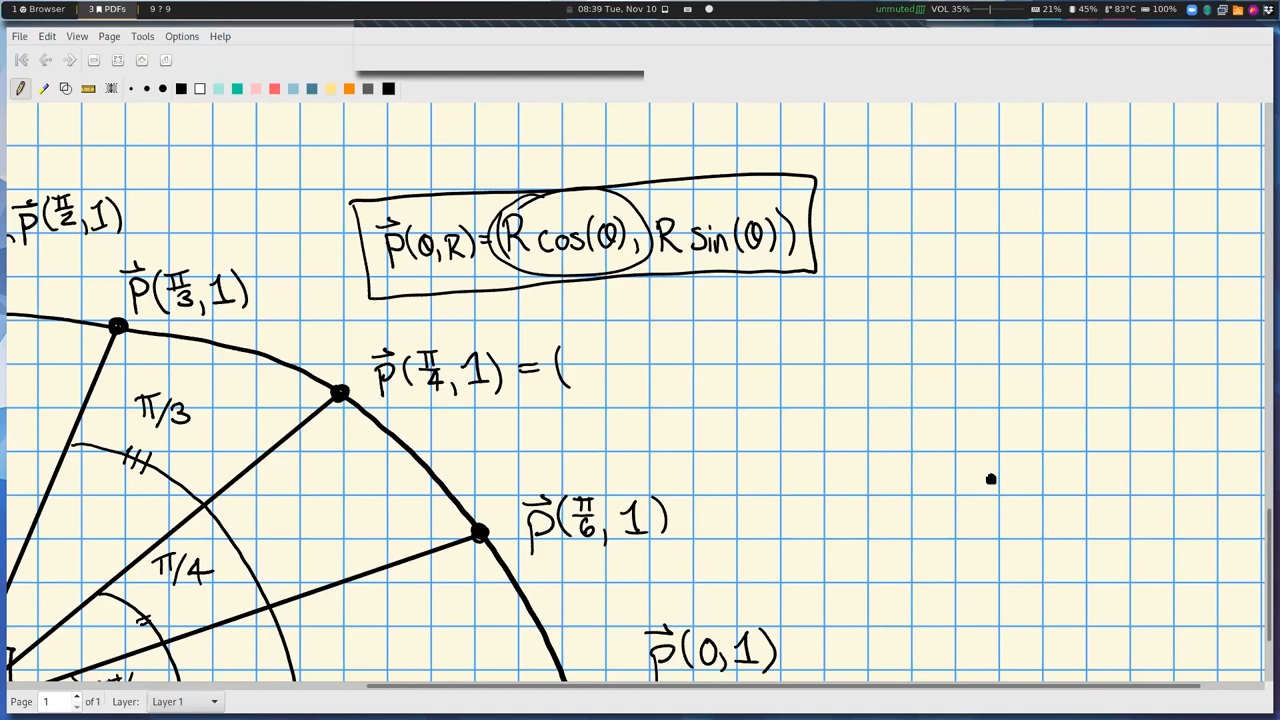 1 Browser 3 PDFs 9 ? 9 08:39 Tue, Nov 10 unmuted VOL 35% 21% 45% 83°C 100%
File Edit View Page Tools Options Help
p⃗(π/2, 1)
p⃗(θ,R)=(R cos(θ), R sin(θ))
p⃗(π/3, 1)
p⃗(π/4, 1) = (
π/3
p⃗(π/6, 1)
π/4
p⃗(0,1)
Page 1 of 1 Layer: Layer 1